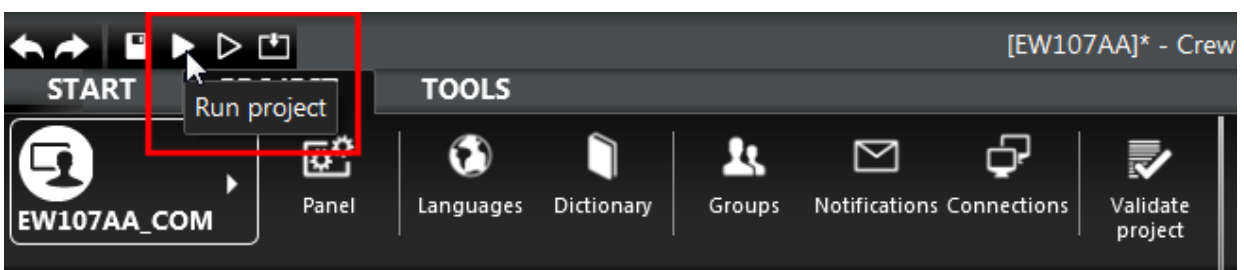 [EW107AA]* - Crew
START
TOOLS
Run project
EW107AA_COM
Panel
Languages
Dictionary
Groups
Notifications
Connections
Validate
project